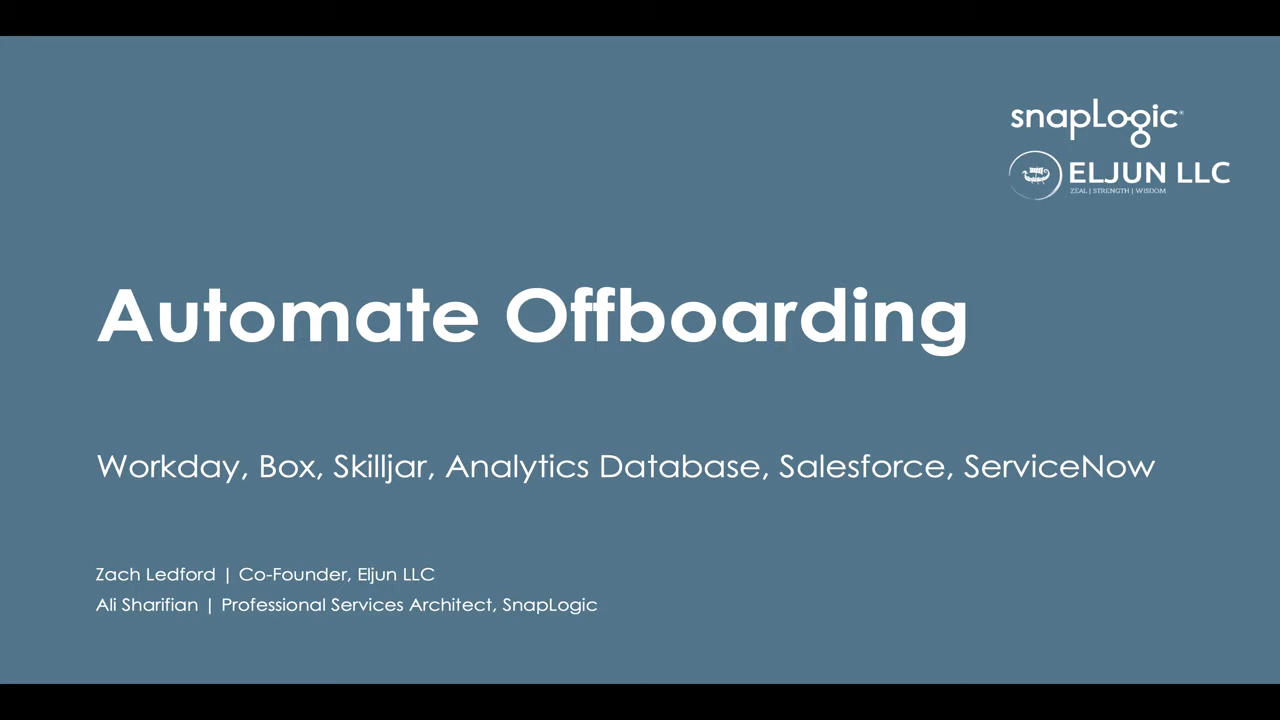 snapLogic®
ELJUN LLC
ZEAL | STRENGTH | WISDOM
Automate Offboarding
Workday, Box, Skilljar, Analytics Database, Salesforce, ServiceNow
Zach Ledford | Co-Founder, Eljun LLC
Ali Sharifian | Professional Services Architect, SnapLogic